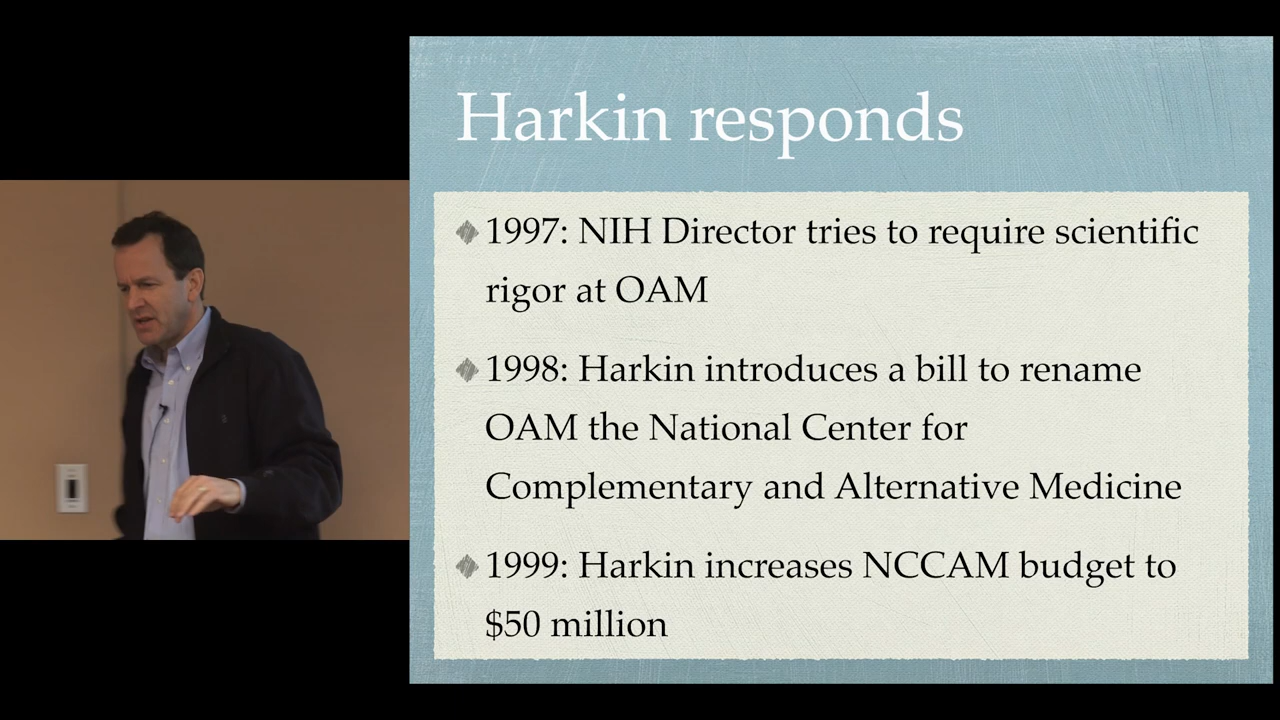 Harkin responds
1997: NIH Director tries to require scientific
rigor at OAM
1998: Harkin introduces a bill to rename
OAM the National Center for
Complementary and Alternative Medicine
1999: Harkin increases NCCAM budget to
$50 million